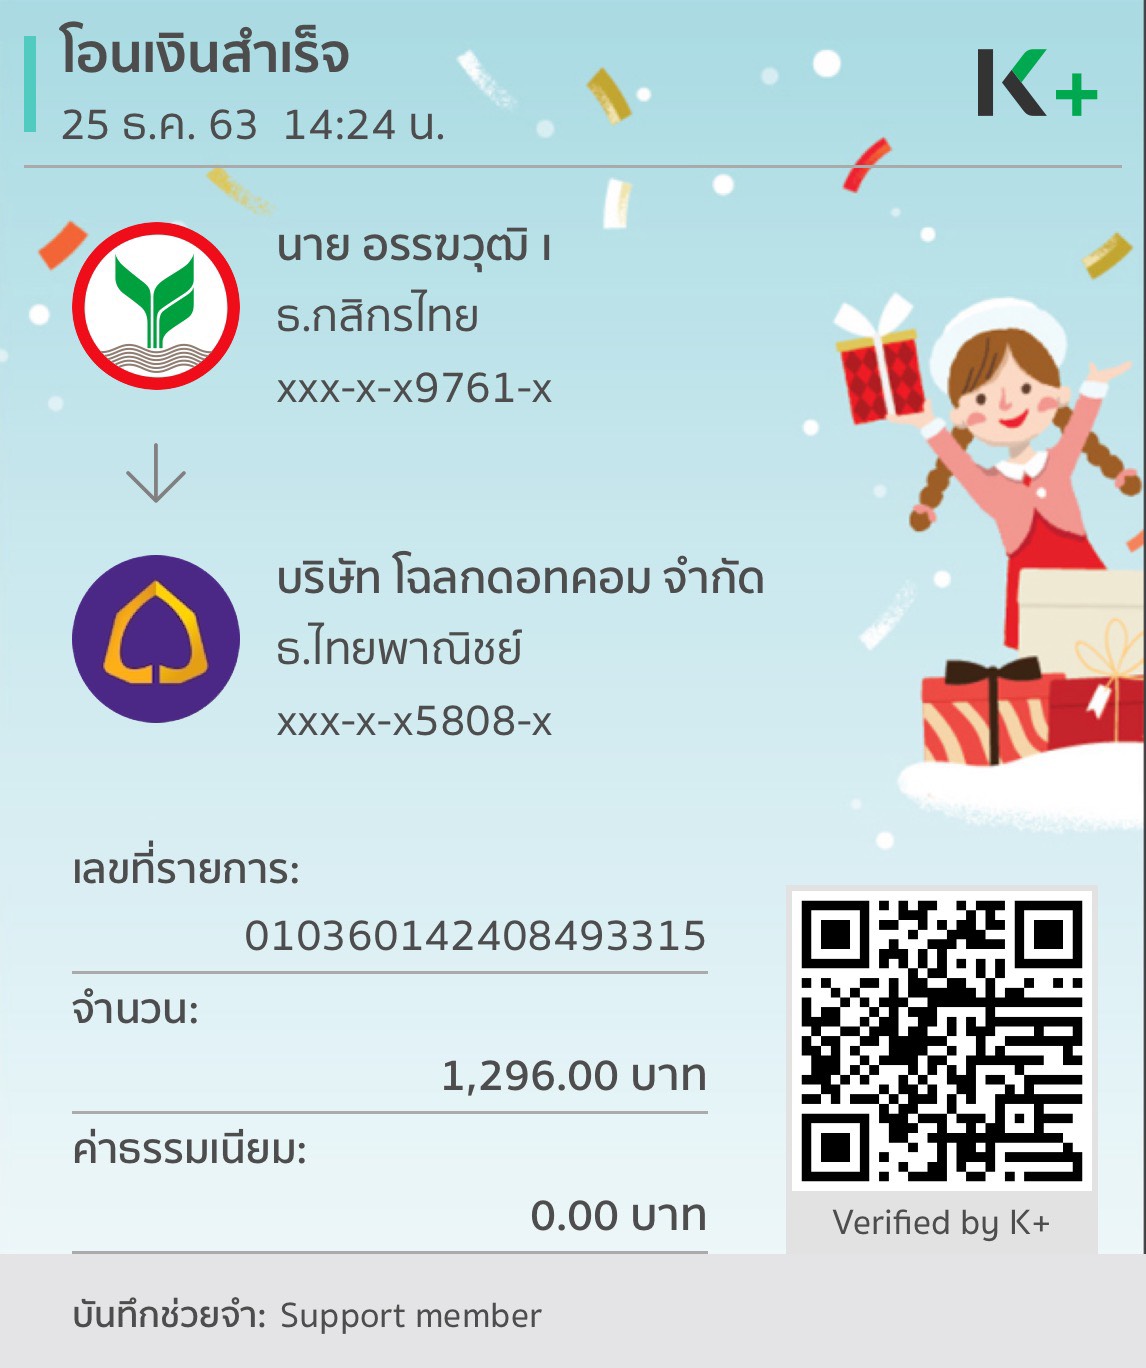 โอนเงินสำเร็จ
25 ธ.ค. 63 14:24 น.
K+
นาย อรรฆวุฒิ เ
ธ.กสิกรไทย
xxx-x-x9761-x
บริษัท โฉลกดอทคอม จำกัด
ธ.ไทยพาณิชย์
xxx-x-x5808-x
เลขที่รายการ:
010360142408493315
จำนวน:
1,296.00 บาท
ค่าธรรมเนียม:
0.00 บาท
Verified by K+
บันทึกช่วยจำ: Support member